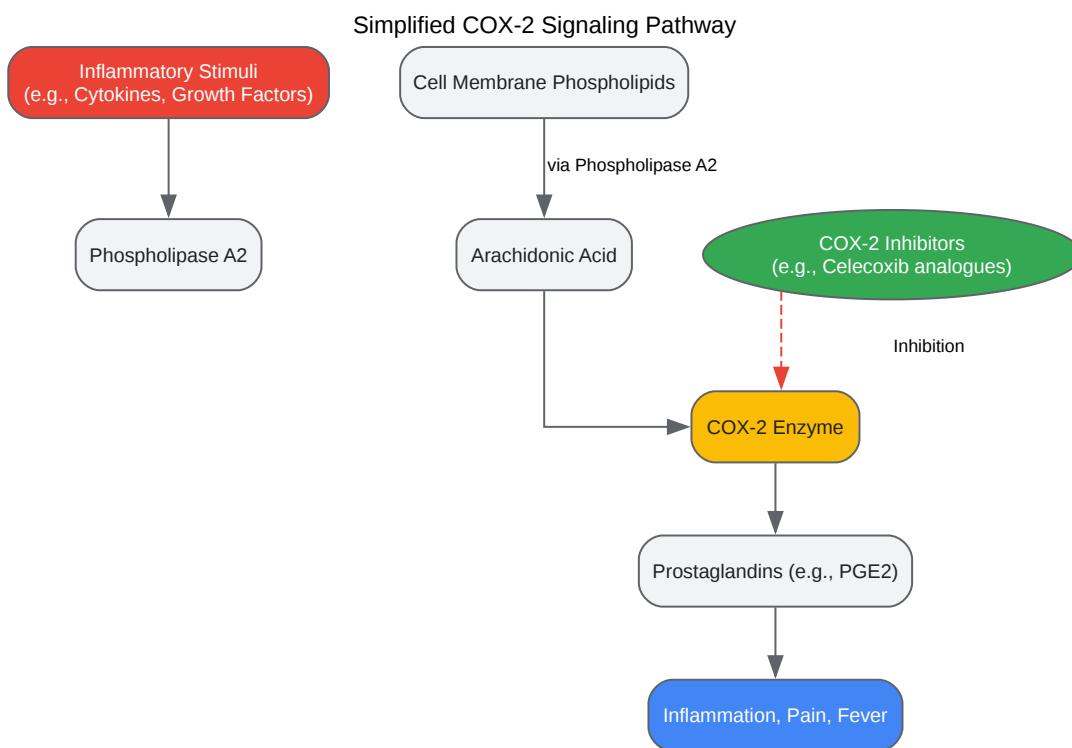 Simplified COX-2 Signaling Pathway
Inflammatory Stimuli
(e.g., Cytokines, Growth Factors)
Cell Membrane Phospholipids
via Phospholipase A2
Phospholipase A2
Arachidonic Acid
COX-2 Inhibitors
(e.g., Celecoxib analogues)
Inhibition
COX-2 Enzyme
Prostaglandins (e.g., PGE2)
Inflammation, Pain, Fever